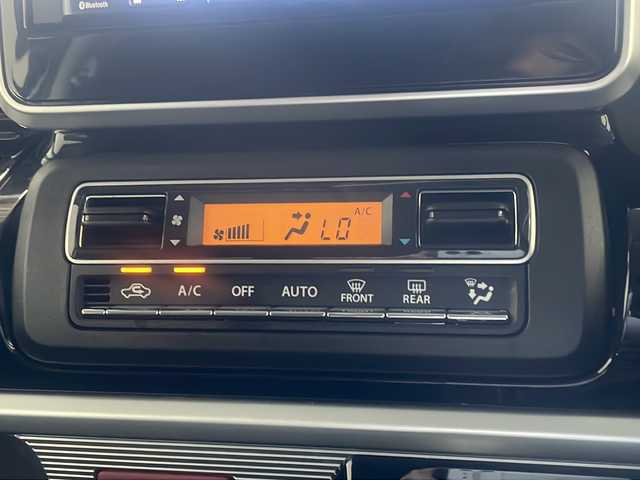 Bluetooth
A/C
LO
A/C OFF AUTO FRONT REAR